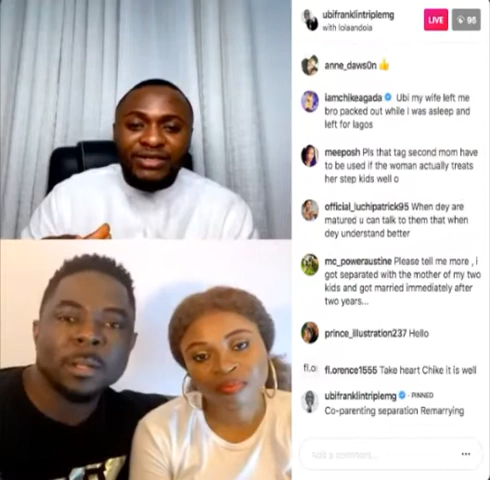 ubifranklintriplemg
LIVE 96
with lolaandola
anne_daws0n 👍
iamchikeagada Ubi my wife left me
bro packed out while i was asleep and
left for lagos
meeposh Pls that tag second mom have
to be used if the woman actually treats
her step kids well o
official_luchipatrick95 When dey are
matured u can talk to them that when
dey understand better
mc_poweraustine Please tell me more , i
got separated with the mother of my two
kids and got married immediately after
two years...
prince_illustration237 Hello
fl.o fl.orence1555 Take heart Chike it is well
ubifranklintriplemg • PINNED
Co-parenting separation Remarrying
Add a comment...